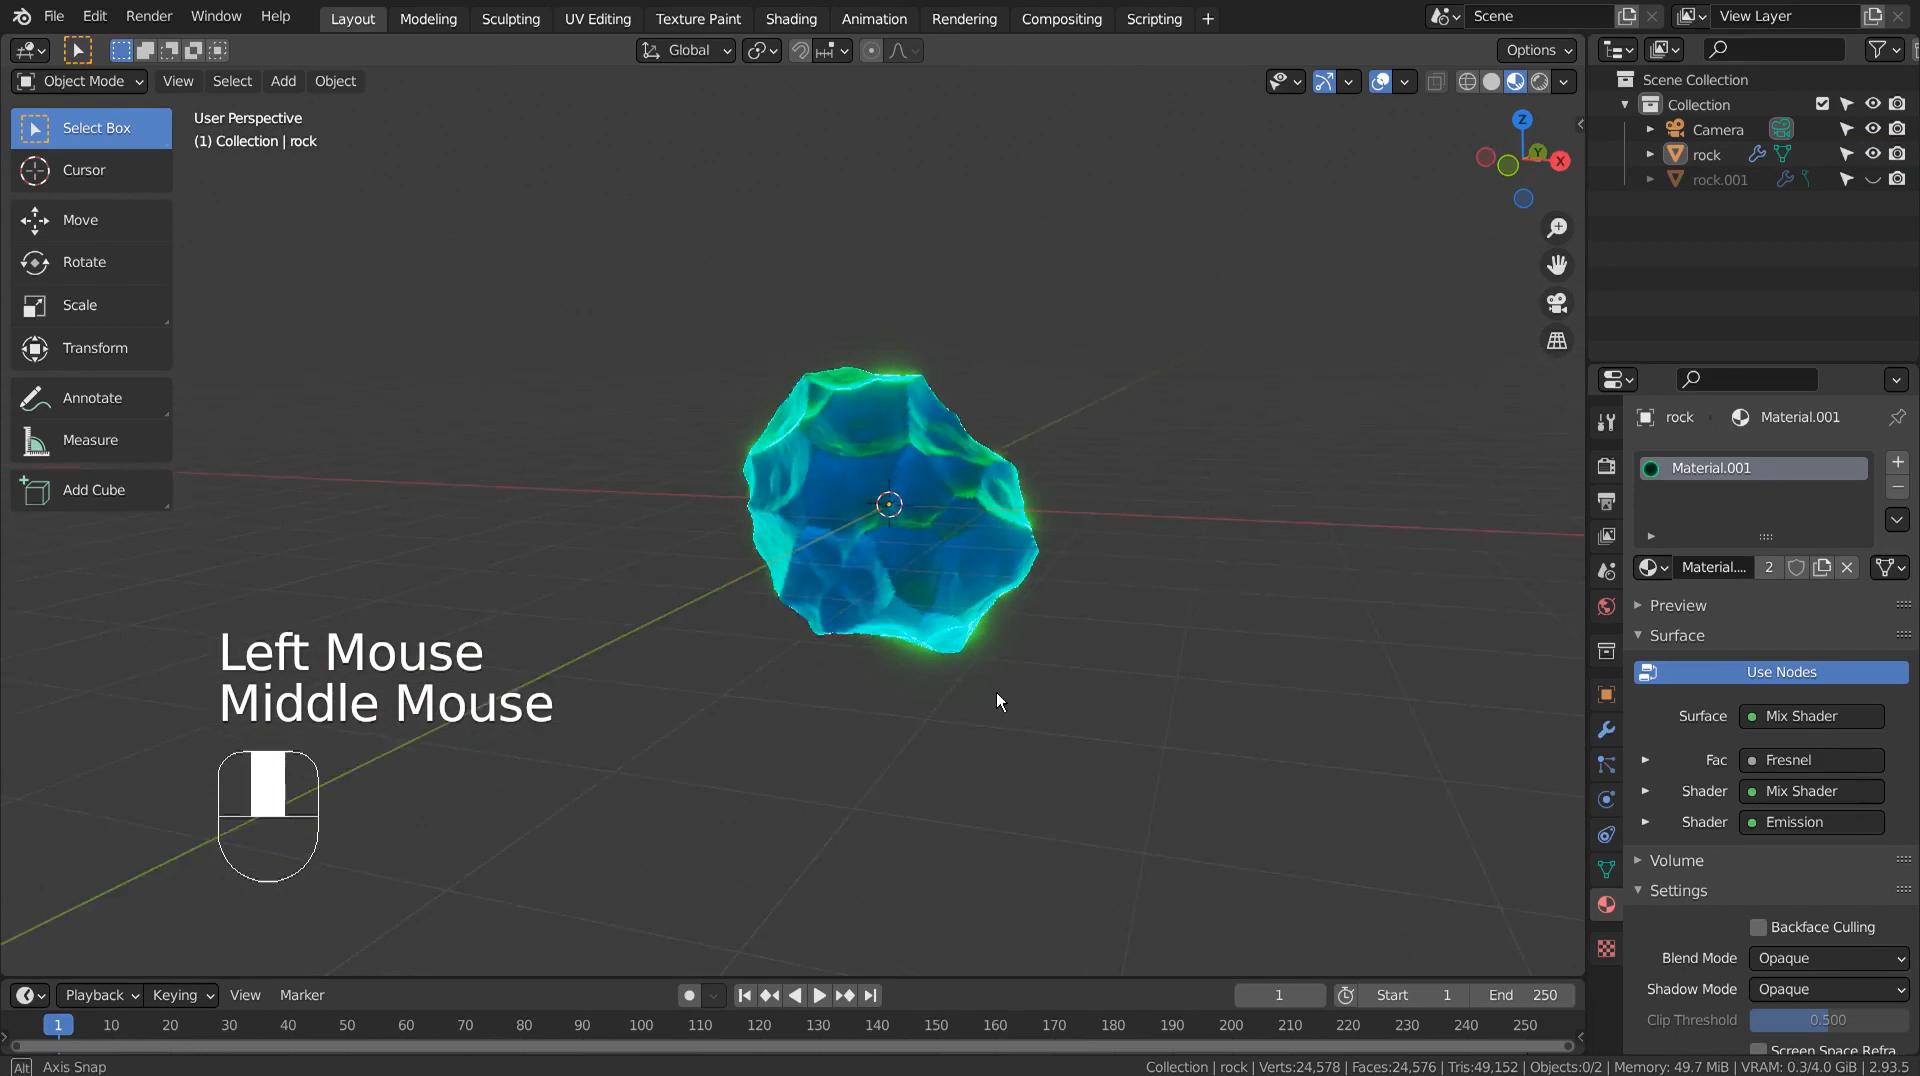 File Edit Render Window Help Layout Modeling Sculpting UV Editing Texture Paint Shading Animation Rendering Compositing Scripting + Scene View Layer
Global Options
Object Mode View Select Add Object
Select Box
Cursor
Move
Rotate
Scale
Transform
Annotate
Measure
Add Cube
User Perspective
(1) Collection | rock
Z
Y
X
Left Mouse
Middle Mouse
Scene Collection
Collection
Camera
rock
rock.001
rock Material.001
Material.001
Material.... 2
Preview
Surface
Use Nodes
Surface Mix Shader
Fac Fresnel
Shader Mix Shader
Shader Emission
Volume
Settings
Backface Culling
Blend Mode Opaque
Shadow Mode Opaque
Clip Threshold 0.500
Screen Space Refra...
Playback Keying View Marker 1 Start 1 End 250
1 10 20 30 40 50 60 70 80 90 100 110 120 130 140 150 160 170 180 190 200 210 220 230 240 250
Alt Axis Snap Collection | rock | Verts:24,578 | Faces:24,576 | Tris:49,152 | Objects:0/2 | Memory: 49.7 MiB | VRAM: 0.3/4.0 GiB | 2.93.5